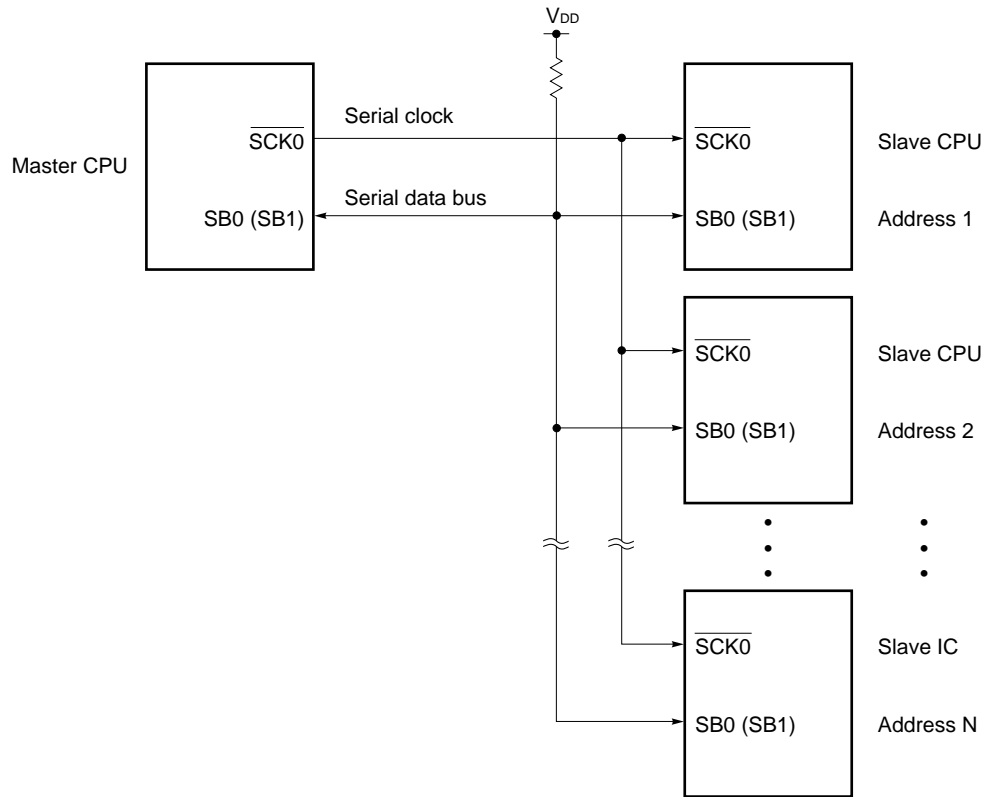 VDD
Master CPU
SCK0
SB0 (SB1)
Serial clock
Serial data bus
SCK0
SB0 (SB1)
Slave CPU
Address 1
SCK0
SB0 (SB1)
Slave CPU
Address 2
SCK0
SB0 (SB1)
Slave IC
Address N